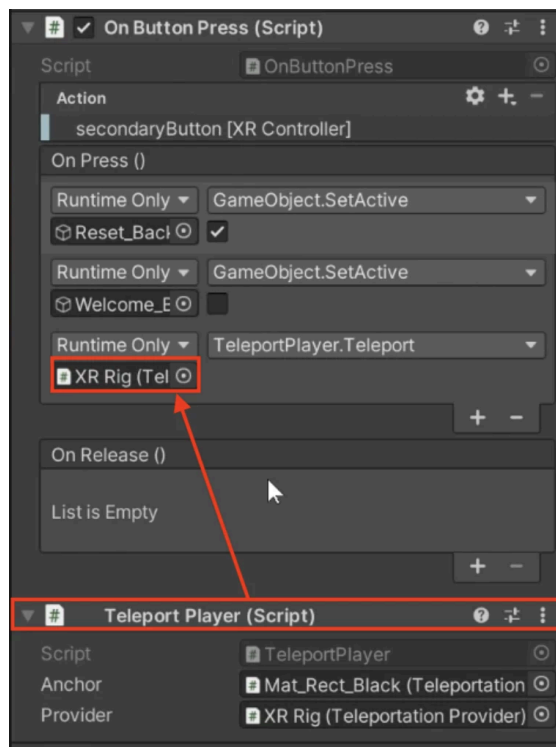 On Button Press (Script)
Script OnButtonPress
Action
secondaryButton [XR Controller]
On Press ()
Runtime Only GameObject.SetActive
Reset_Back
Runtime Only GameObject.SetActive
Welcome_E
Runtime Only TeleportPlayer.Teleport
XR Rig (Tel
On Release ()
List is Empty
Teleport Player (Script)
Script TeleportPlayer
Anchor Mat_Rect_Black (Teleportation
Provider XR Rig (Teleportation Provider)